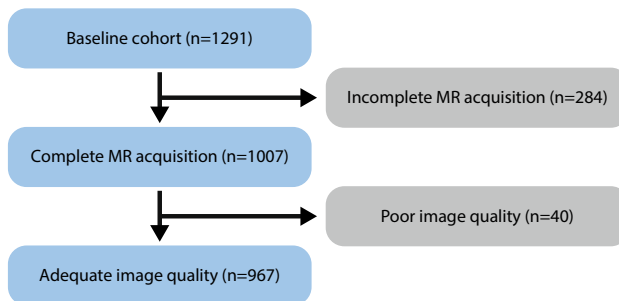 Baseline cohort (n=1291)
Incomplete MR acquisition (n=284)
Complete MR acquisition (n=1007)
Poor image quality (n=40)
Adequate image quality (n=967)